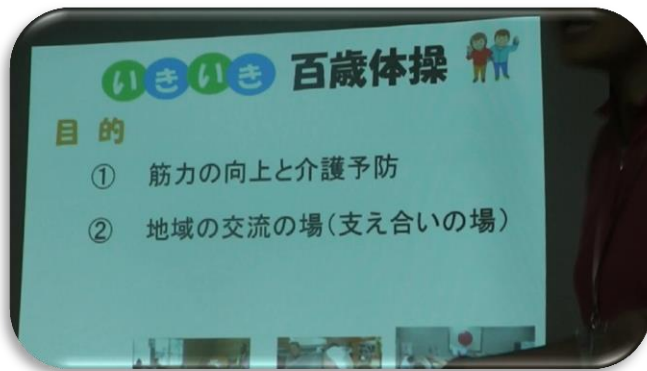 いきいき 百歳体操
目的
① 筋力の向上と介護予防
② 地域の交流の場(支え合いの場)